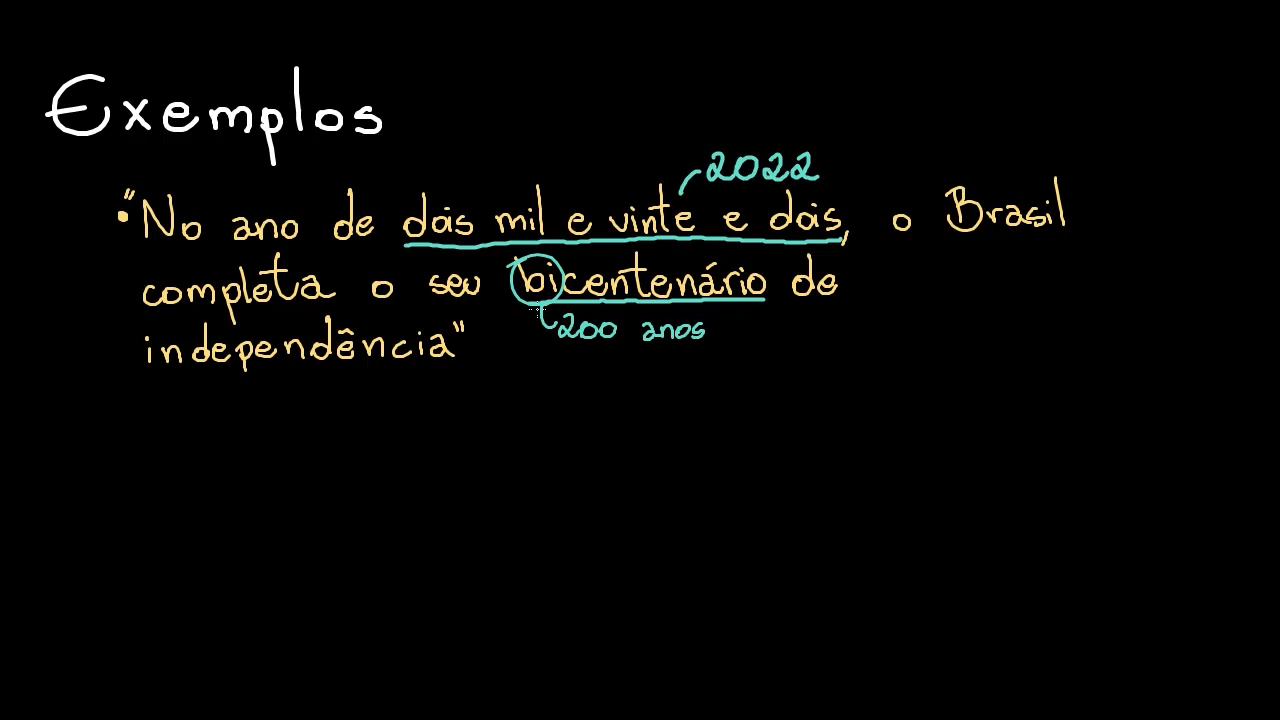 Exemplos
2022
• "No ano de dois mil e vinte e dois, o Brasil
completa o seu bicentenário de
200 anos
independência"